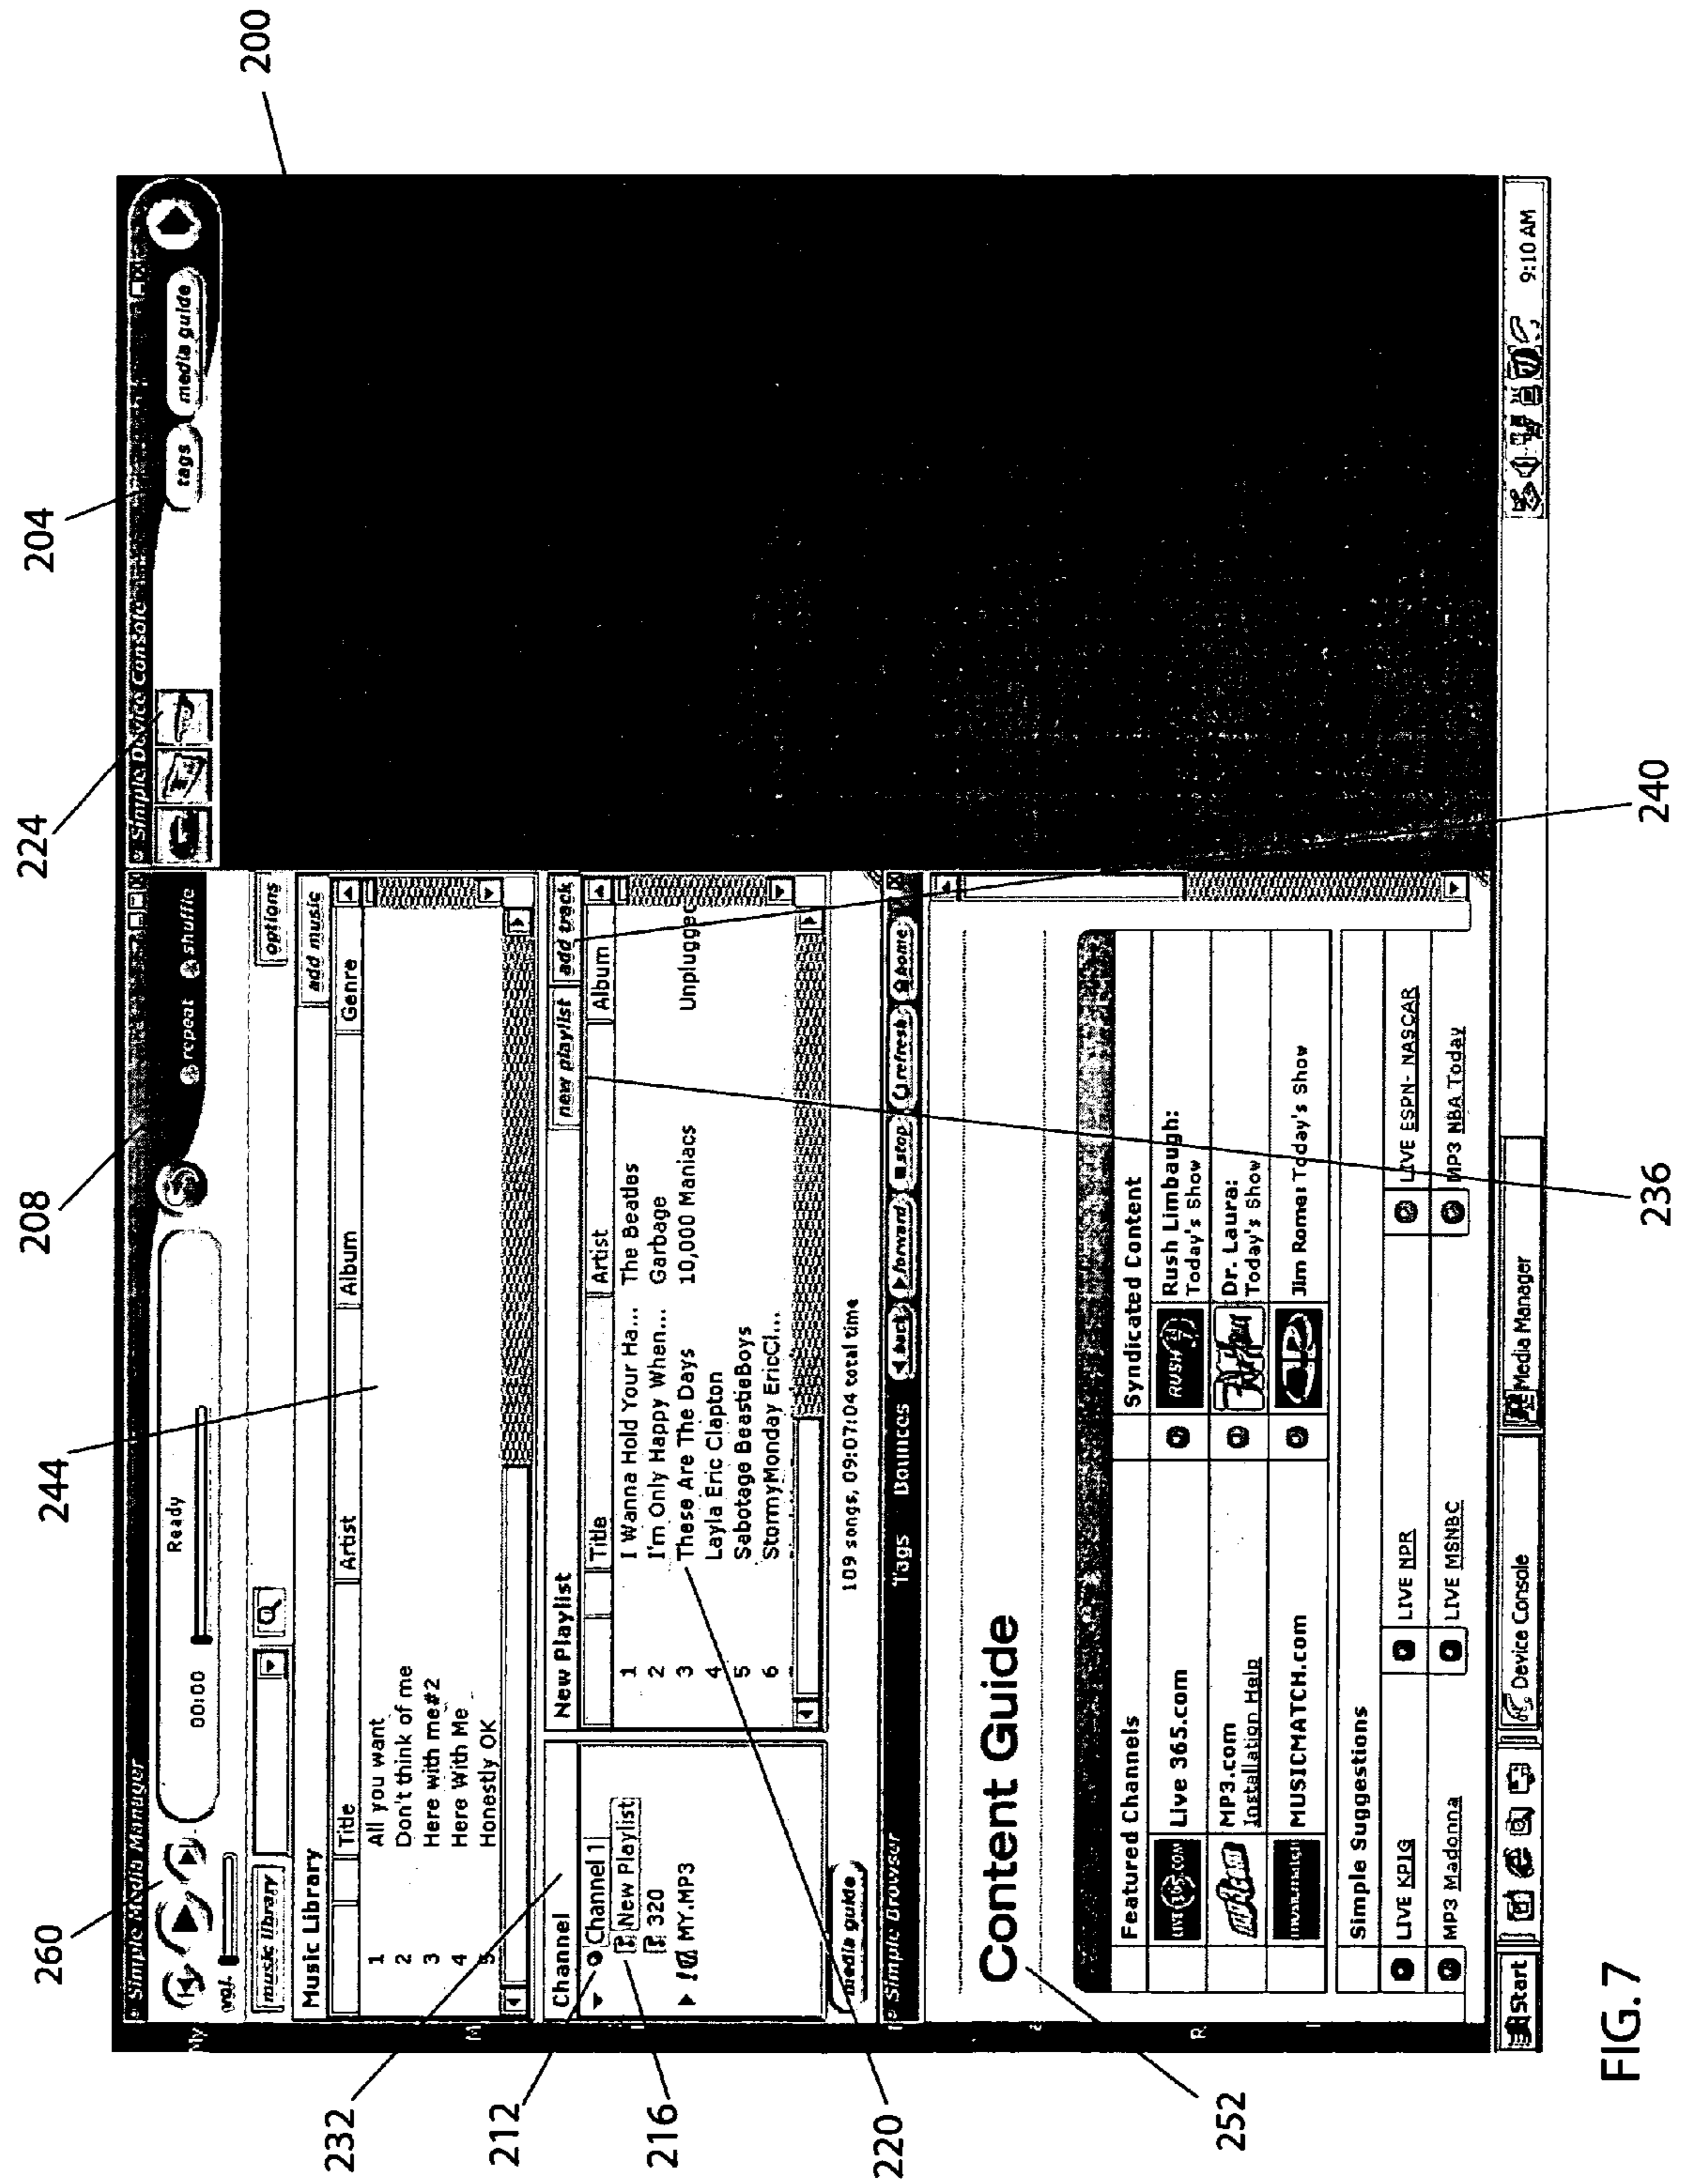 Simple Media Manager
00:00
Ready
repeat
shuffle
vol.
music library
options
Music Library
add music
Title Artist Album Genre
1 All you want
2 Don't think of me
3 Here with me#2
4 Here With Me
5 Honestly OK
Channel
Channel 1
New Playlist
320
MY.MP3
New Playlist
new playlist
add track
Title Artist Album
1 I Wanna Hold Your Ha... The Beatles
2 I'm Only Happy When... Garbage
3 These Are The Days 10,000 Maniacs Unplugged
4 Layla Eric Clapton
5 Sabotage BeastieBoys
6 StormyMonday EricCl...
media guide
109 songs, 09:07:04 total time
Simple Browser
Tags
Bounces
back
forward
stop
refresh
home
Content Guide
Featured Channels Syndicated Content
LIVE 365.COM Live 365.com RUSH 24/7 Rush Limbaugh:
Today's Show
MP3.com Dr. Laura:
Installation Help Today's Show
musicmatch MUSICMATCH.com Jim Rome: Today's Show
Simple Suggestions
LIVE KPIG LIVE NPR LIVE ESPN- NASCAR
MP3 Madonna LIVE MSNBC MP3 NBA Today
Simple Device Console
tags
media guide
My
M
R
Start
Device Console
Media Manager
9:10 AM
260
244
208
224
204
200
232
212
216
220
252
236
240
FIG. 7